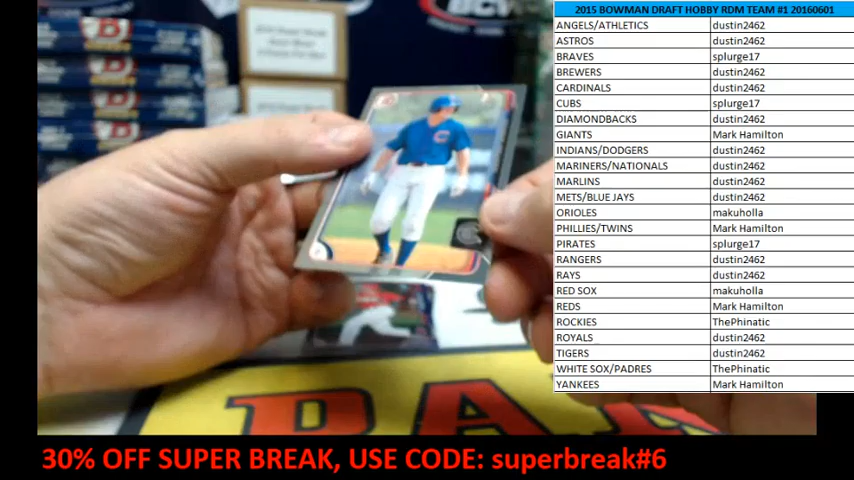 2015 BOWMAN DRAFT HOBBY RDM TEAM #1 20160601
ANGELS/ATHLETICS dustin2462
ASTROS dustin2462
BRAVES splurge17
BREWERS dustin2462
CARDINALS dustin2462
CUBS splurge17
DIAMONDBACKS dustin2462
GIANTS Mark Hamilton
INDIANS/DODGERS dustin2462
MARINERS/NATIONALS dustin2462
MARLINS dustin2462
METS/BLUE JAYS dustin2462
ORIOLES makuholla
PHILLIES/TWINS Mark Hamilton
PIRATES splurge17
RANGERS dustin2462
RAYS dustin2462
RED SOX makuholla
REDS Mark Hamilton
ROCKIES ThePhinatic
ROYALS dustin2462
TIGERS dustin2462
WHITE SOX/PADRES ThePhinatic
YANKEES Mark Hamilton
30% OFF SUPER BREAK, USE CODE: superbreak#6